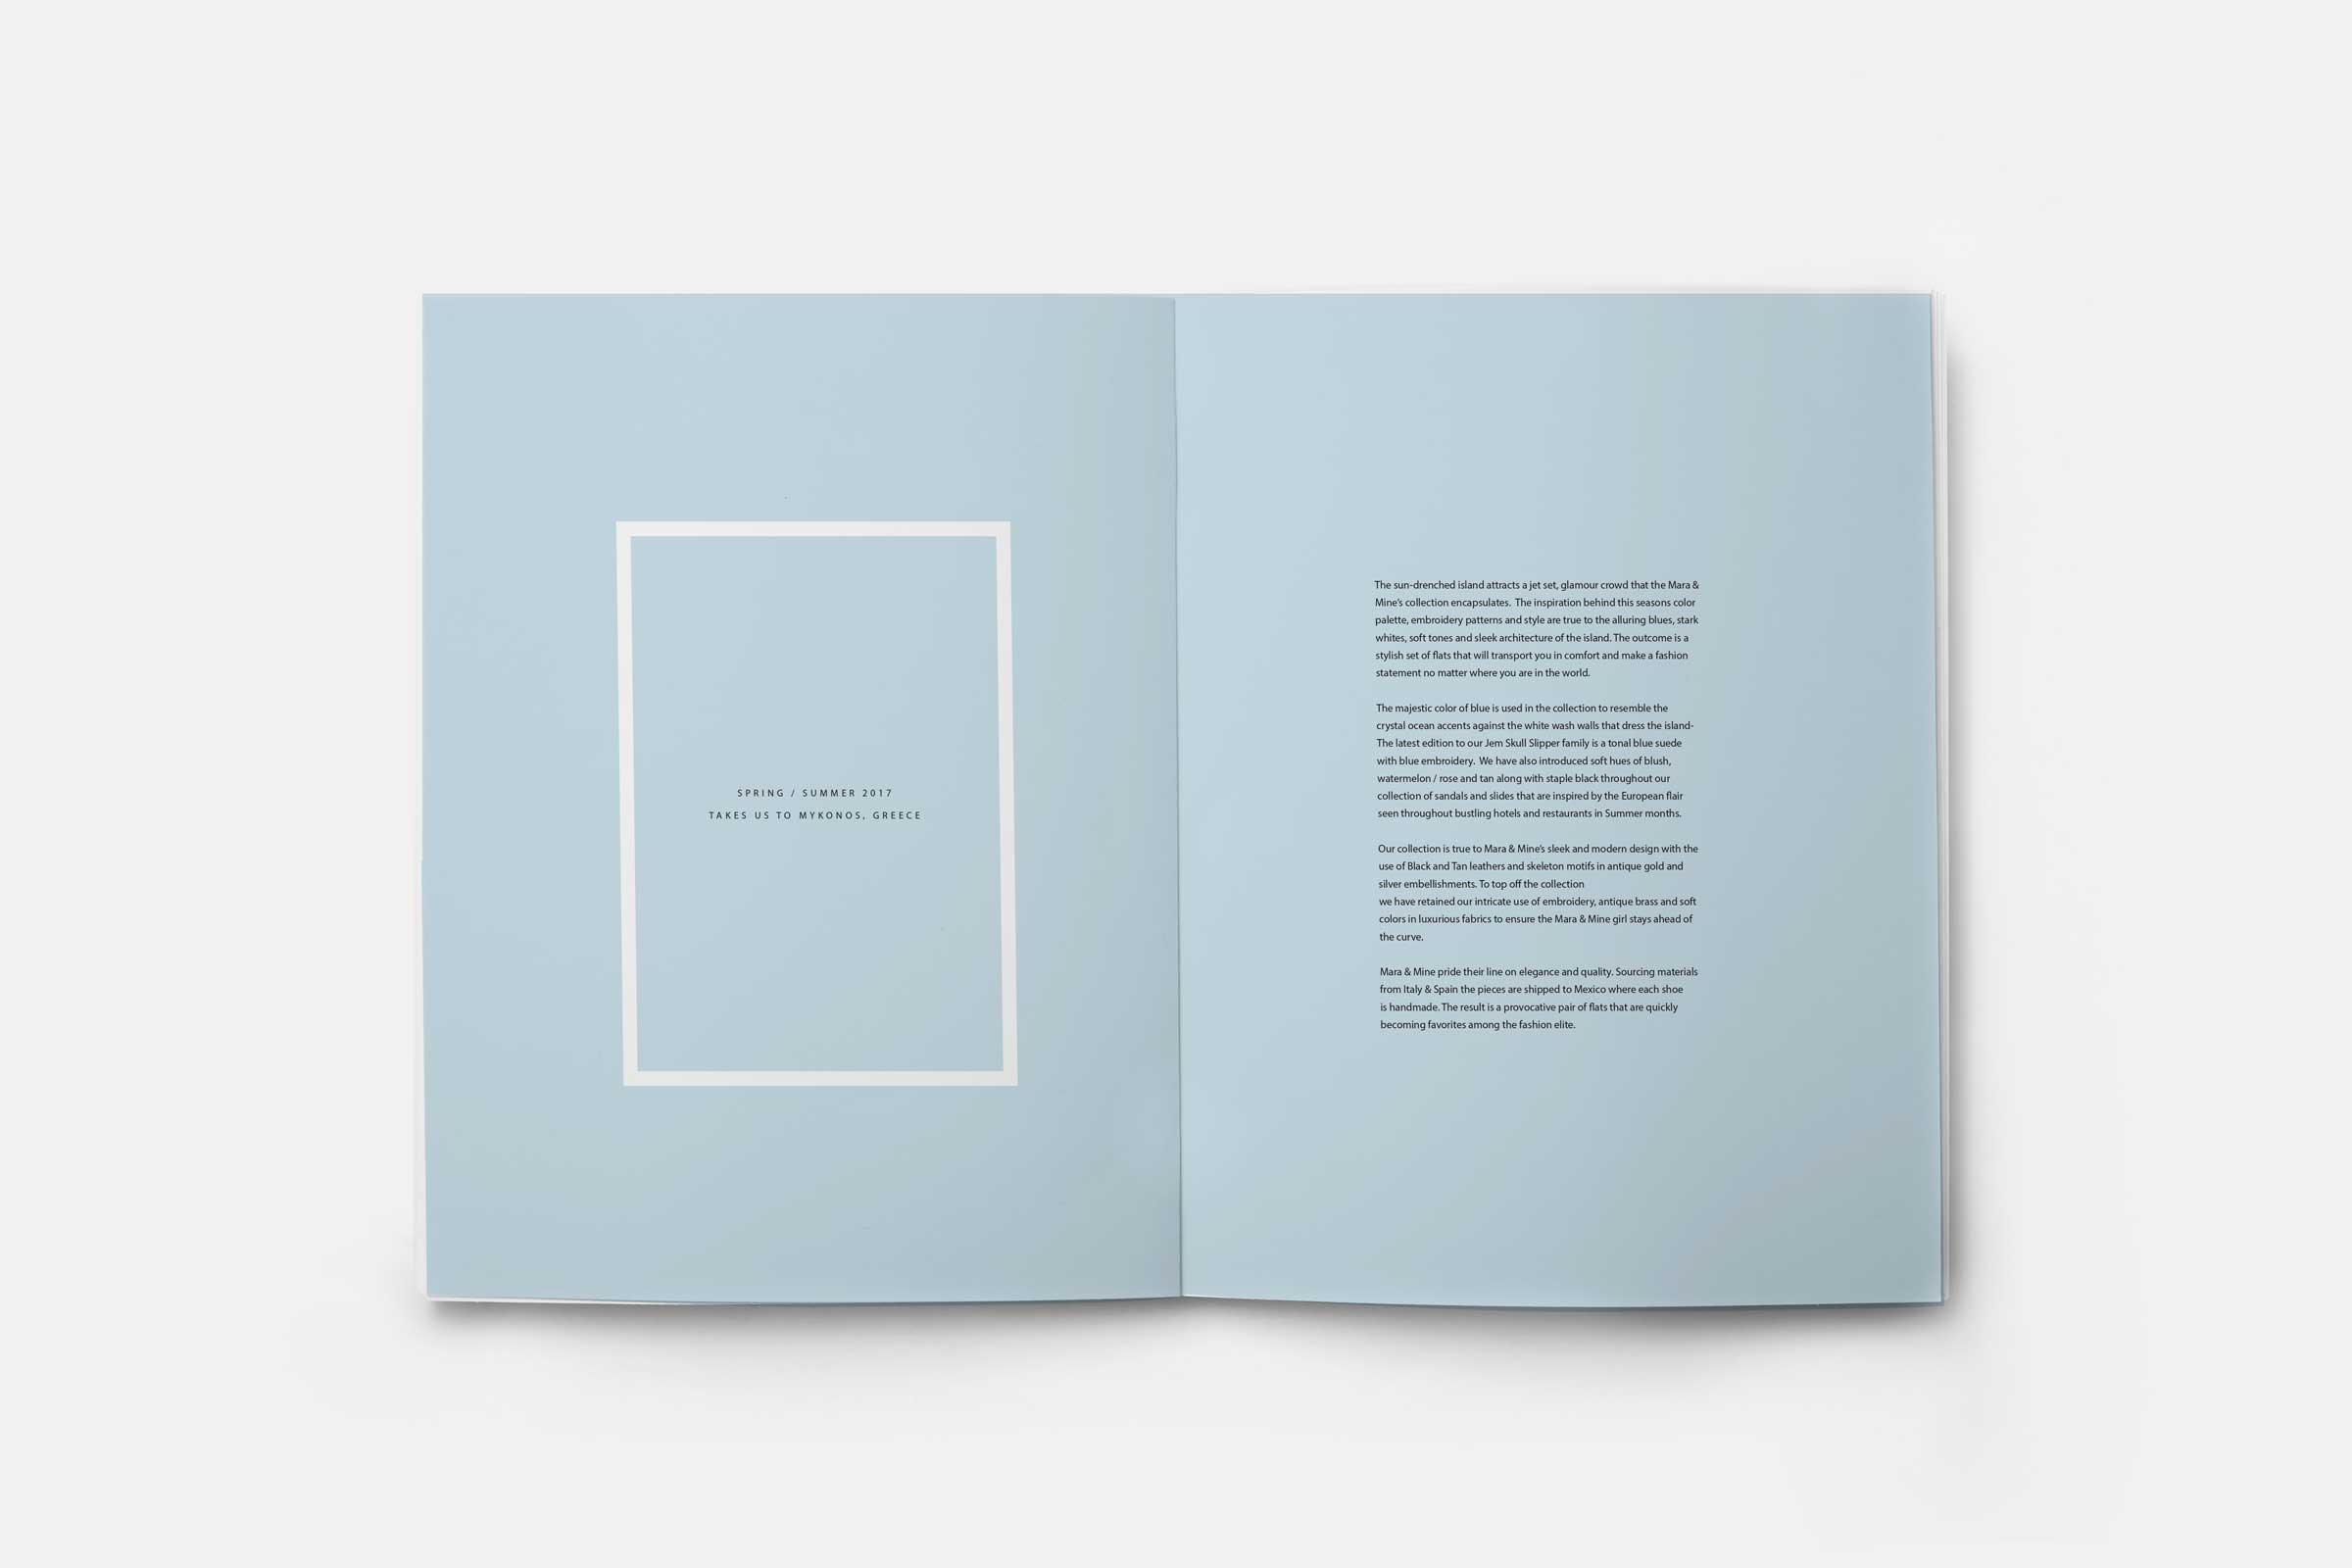 SPRING / SUMMER 2017
TAKES US TO MYKONOS, GREECE
The sun-drenched island attracts a jet set, glamour crowd that the Mara &
Mine's collection encapsulates. The inspiration behind this seasons color
palette, embroidery patterns and style are true to the alluring blues, stark
whites, soft tones and sleek architecture of the island. The outcome is a
stylish set of flats that will transport you in comfort and make a fashion
statement no matter where you are in the world.
The majestic color of blue is used in the collection to resemble the
crystal ocean accents against the white wash walls that dress the island-
The latest edition to our Jem Skull Slipper family is a tonal blue suede
with blue embroidery. We have also introduced soft hues of blush,
watermelon / rose and tan along with staple black throughout our
collection of sandals and slides that are inspired by the European flair
seen throughout bustling hotels and restaurants in Summer months.
Our collection is true to Mara & Mine's sleek and modern design with the
use of Black and Tan leathers and skeleton motifs in antique gold and
silver embellishments. To top off the collection
we have retained our intricate use of embroidery, antique brass and soft
colors in luxurious fabrics to ensure the Mara & Mine girl stays ahead of
the curve.
Mara & Mine pride their line on elegance and quality. Sourcing materials
from Italy & Spain the pieces are shipped to Mexico where each shoe
is handmade. The result is a provocative pair of flats that are quickly
becoming favorites among the fashion elite.